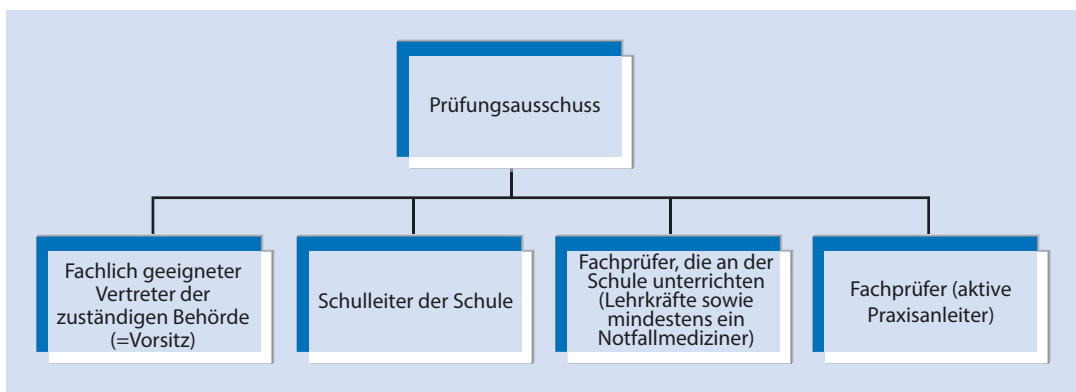 Prüfungsausschuss
Fachlich geeigneter
Vertreter der
zuständigen Behörde
(=Vorsitz)
Schulleiter der Schule
Fachprüfer, die an der
Schule unterrichten
(Lehrkräfte sowie
mindestens ein
Notfallmediziner)
Fachprüfer (aktive
Praxisanleiter)